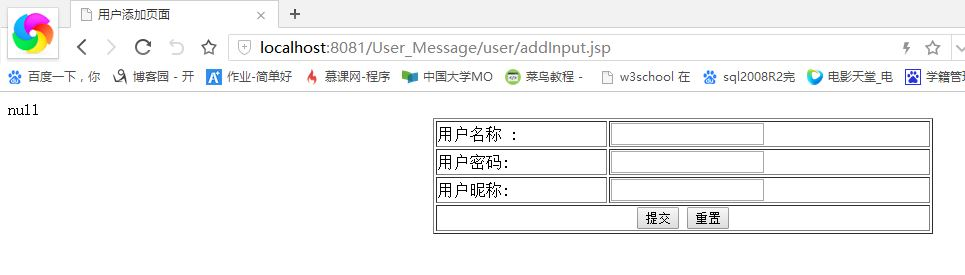 用户添加页面
localhost:8081/User_Message/user/addInput.jsp
百度一下，你 博客园 - 开 作业-简单好 慕课网-程序 中国大学MO 菜鸟教程 - w3school 在 sql2008R2完 电影天堂_电 学籍管理
null
用户名称 ：
用户密码：
用户昵称：
提交 重置